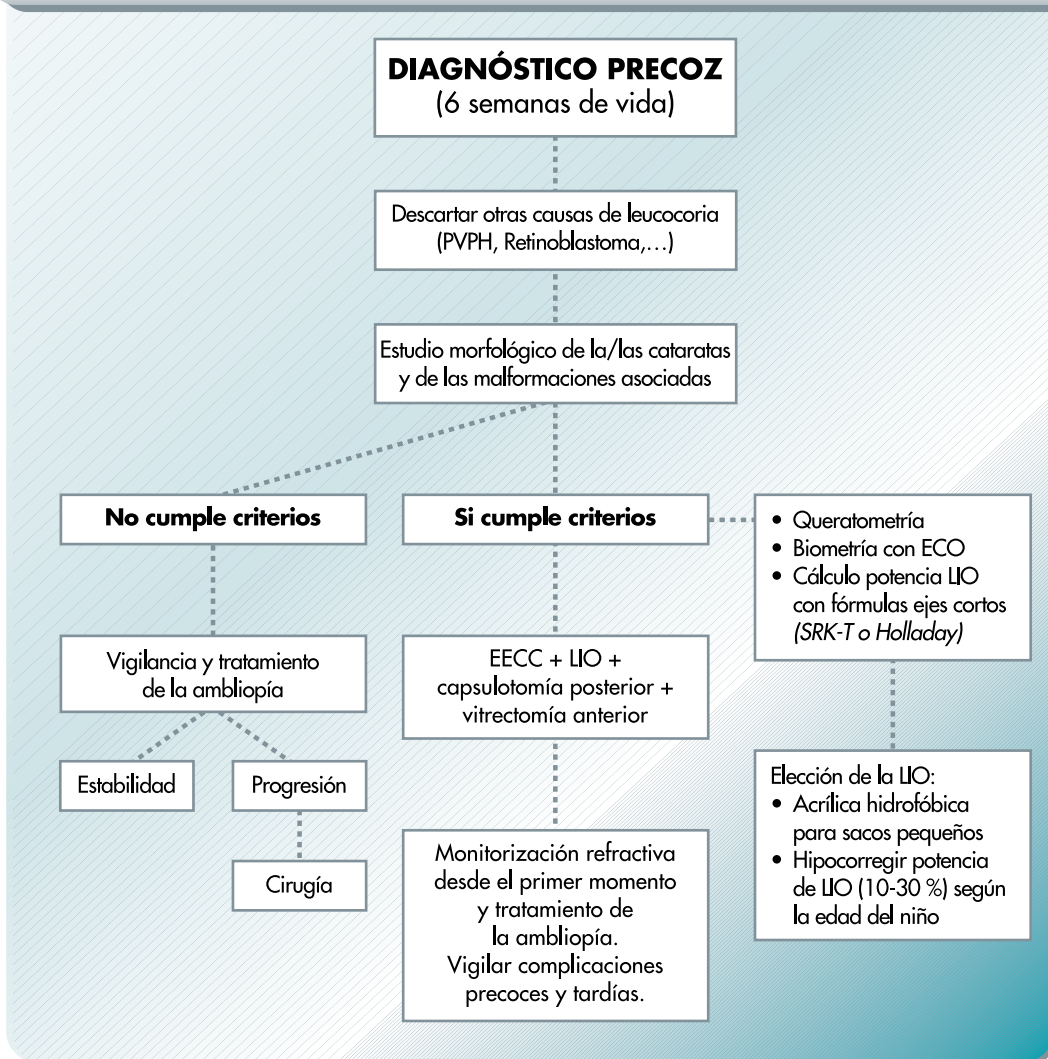 DIAGNÓSTICO PRECOZ
(6 semanas de vida)
Descartar otras causas de leucocoria
(PVPH, Retinoblastoma,...)
Estudio morfológico de la/las cataratas
y de las malformaciones asociadas
No cumple criterios
Si cumple criterios
• Queratometría
• Biometría con ECO
• Cálculo potencia LIO
con fórmulas ejes cortos
(SRK-T o Holladay)
Vigilancia y tratamiento
de la ambliopía
EECC + LIO +
capsulotomía posterior +
vitrectomía anterior
Estabilidad
Progresión
Elección de la LIO:
• Acrílica hidrofóbica
para sacos pequeños
• Hipocorregir potencia
de LIO (10-30 %) según
la edad del niño
Cirugía
Monitorización refractiva
desde el primer momento
y tratamiento de
la ambliopía.
Vigilar complicaciones
precoces y tardías.